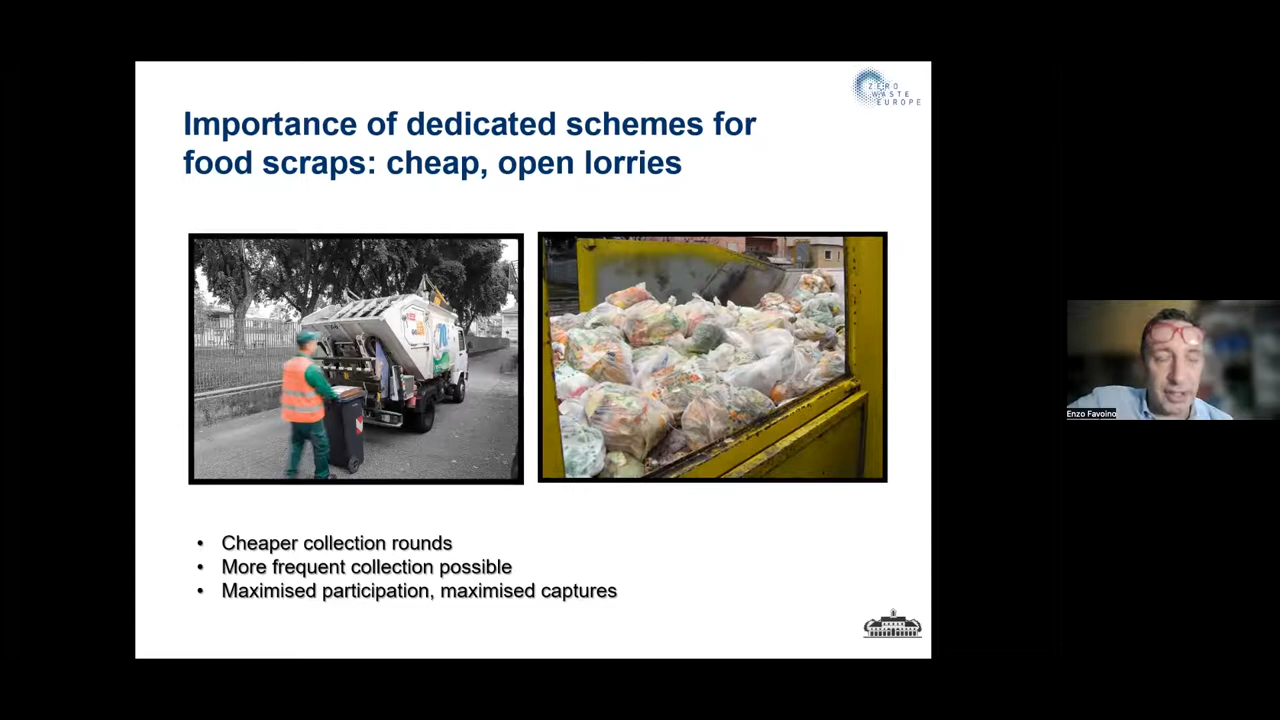 ZERO
WASTE
EUROPE
Importance of dedicated schemes for
food scraps: cheap, open lorries
• Cheaper collection rounds
• More frequent collection possible
• Maximised participation, maximised captures
Enzo Favoino